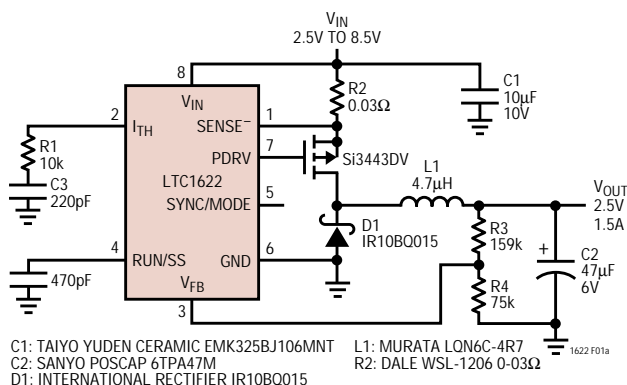 VIN
2.5V TO 8.5V
8
VIN
R2
0.03Ω
C1
10µF
10V
2
ITH
SENSE–
1
R1
10k
PDRV
7
Si3443DV
LTC1622
L1
4.7µH
C3
220pF
SYNC/MODE
5
VOUT
2.5V
1.5A
D1
IR10BQ015
R3
159k
4
RUN/SS
GND
6
+
C2
47µF
6V
470pF
VFB
3
R4
75k
1622 F01a
C1: TAIYO YUDEN CERAMIC EMK325BJ106MNT
C2: SANYO POSCAP 6TPA47M
D1: INTERNATIONAL RECTIFIER IR10BQ015
L1: MURATA LQN6C-4R7
R2: DALE WSL-1206 0-03Ω